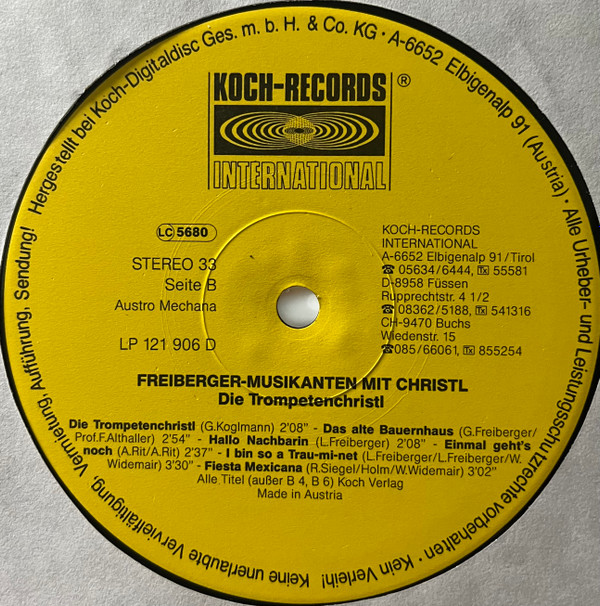 Hergestellt bei Koch-Digitaldisc Ges. m. b. H. & Co. KG · A-6652 Elbigenalp 91 (Austria) · Alle Urheber- und Leistungsschutzrechte vorbehalten · Kein Verleih! Keine unerlaubte Vervielfältigung, Vermietung, Aufführung, Sendung!
KOCH-RECORDS ®
INTERNATIONAL
LC 5680
STEREO 33
Seite B
Austro Mechana
LP 121 906 D
KOCH-RECORDS
INTERNATIONAL
A-6652 Elbigenalp 91/Tirol
☎ 05634/6444, Tx 55581
D-8958 Füssen
Rupprechtstr. 4 1/2
☎ 08362/5188, Tx 541316
CH-9470 Buchs
Wiedenstr. 15
☎ 085/66061, Tx 855254
FREIBERGER-MUSIKANTEN MIT CHRISTL
Die Trompetenchristl
Die Trompetenchristl (G.Koglmann) 2'08" - Das alte Bauernhaus (G.Freiberger/
Prof.F.Althaller) 2'54" - Hallo Nachbarin (L.Freiberger) 2'08" - Einmal geht's
noch (A.Rit/A.Rit) 2'37" - I bin so a Trau-mi-net (L.Freiberger/L.Freiberger/W.
Widemair) 3'30" - Fiesta Mexicana (R.Siegel/Holm/W.Widemair) 3'02"
Alle Titel (außer B 4, B 6) Koch Verlag
Made in Austria